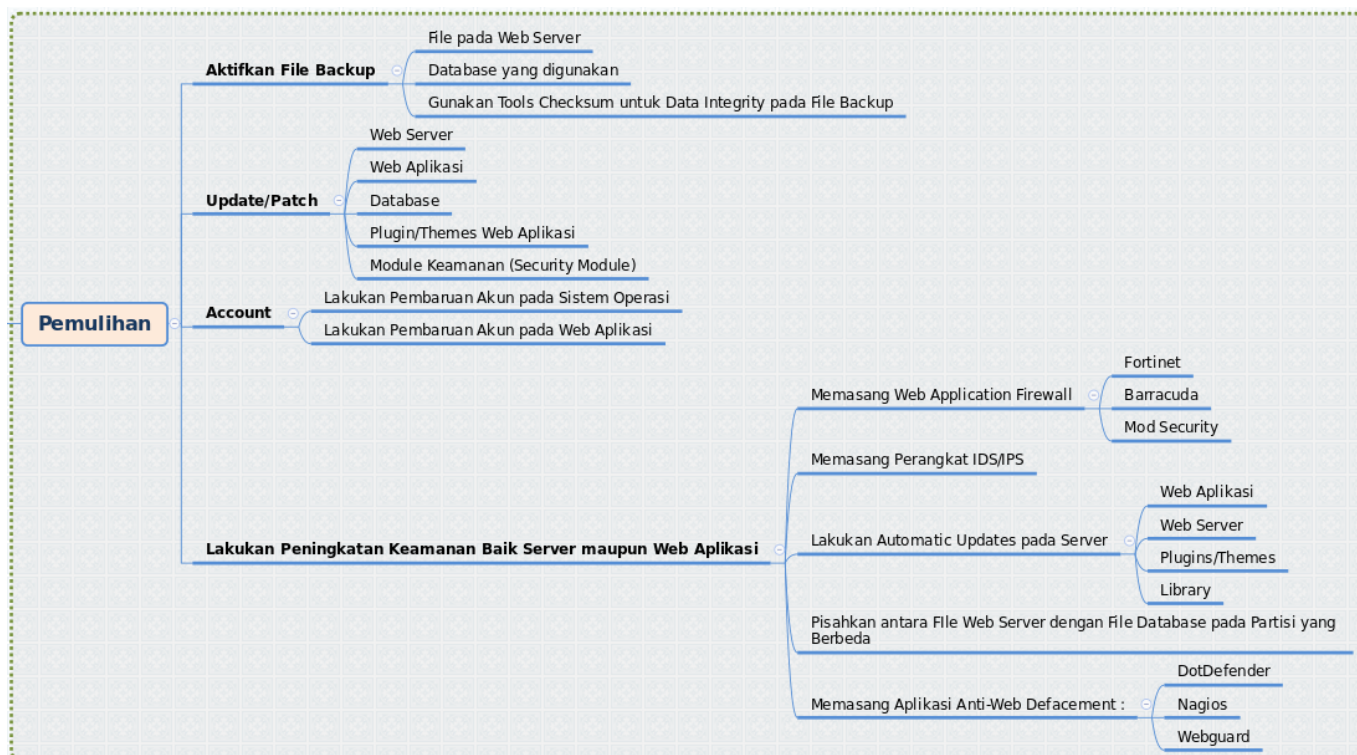 Pemulihan
Aktifkan File Backup
File pada Web Server
Database yang digunakan
Gunakan Tools Checksum untuk Data Integrity pada File Backup
Update/Patch
Web Server
Web Aplikasi
Database
Plugin/Themes Web Aplikasi
Module Keamanan (Security Module)
Account
Lakukan Pembaruan Akun pada Sistem Operasi
Lakukan Pembaruan Akun pada Web Aplikasi
Lakukan Peningkatan Keamanan Baik Server maupun Web Aplikasi
Memasang Web Application Firewall
Fortinet
Barracuda
Mod Security
Memasang Perangkat IDS/IPS
Lakukan Automatic Updates pada Server
Web Aplikasi
Web Server
Plugins/Themes
Library
Pisahkan antara FIle Web Server dengan File Database pada Partisi yang
Berbeda
Memasang Aplikasi Anti-Web Defacement :
DotDefender
Nagios
Webguard